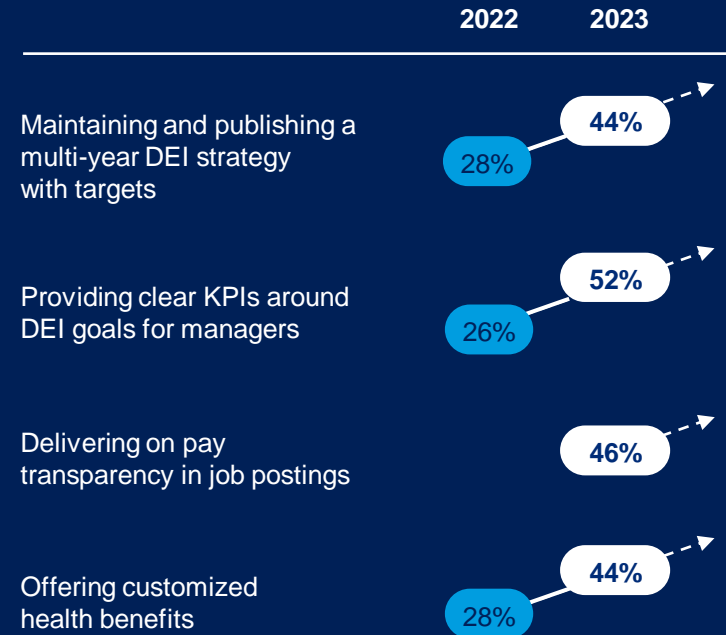 2022 2023
Maintaining and publishing a
multi-year DEI strategy
with targets
28%
44%
Providing clear KPIs around
DEI goals for managers
26%
52%
Delivering on pay
transparency in job postings
46%
Offering customized
health benefits
28%
44%